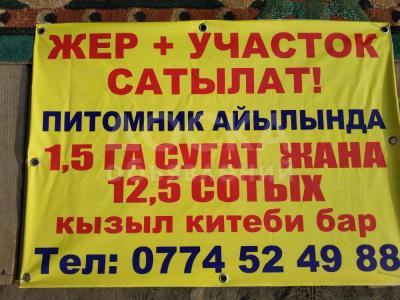 ЖЕР + УЧАСТОК
САТЫЛАТ!
ПИТОМНИК АЙЫЛЫНДА
1,5 ГА СУГАТ ЖАНА
12,5 СОТЫХ
кызыл китеби бар
Тел: 0774 52 49 88